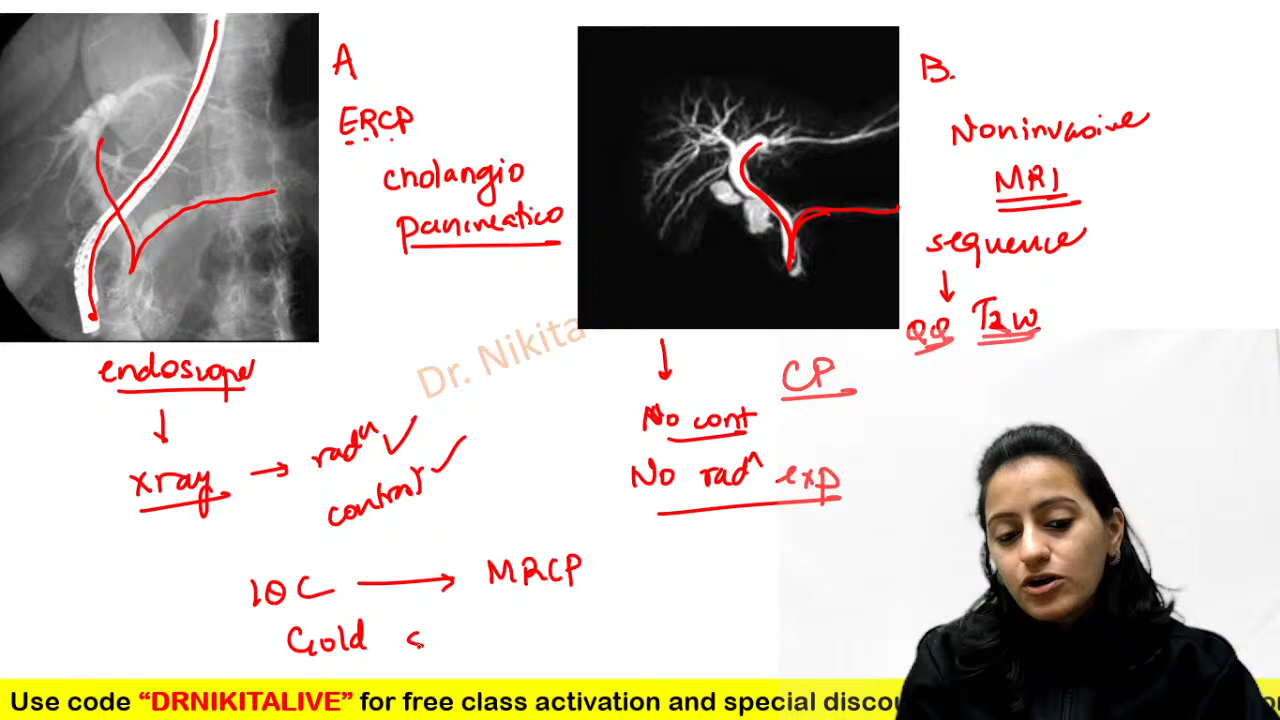 A
ERCP
cholangio
pancreatico
endoscope
xray → radⁿ ✓
contrast ✓
B.
Noninvasive
MRI
sequence
T2W
CP
No cont
No radⁿ exp
IOC → MRCP
Gold s
Dr. Nikita
Use code “DRNIKITALIVE” for free class activation and special discou